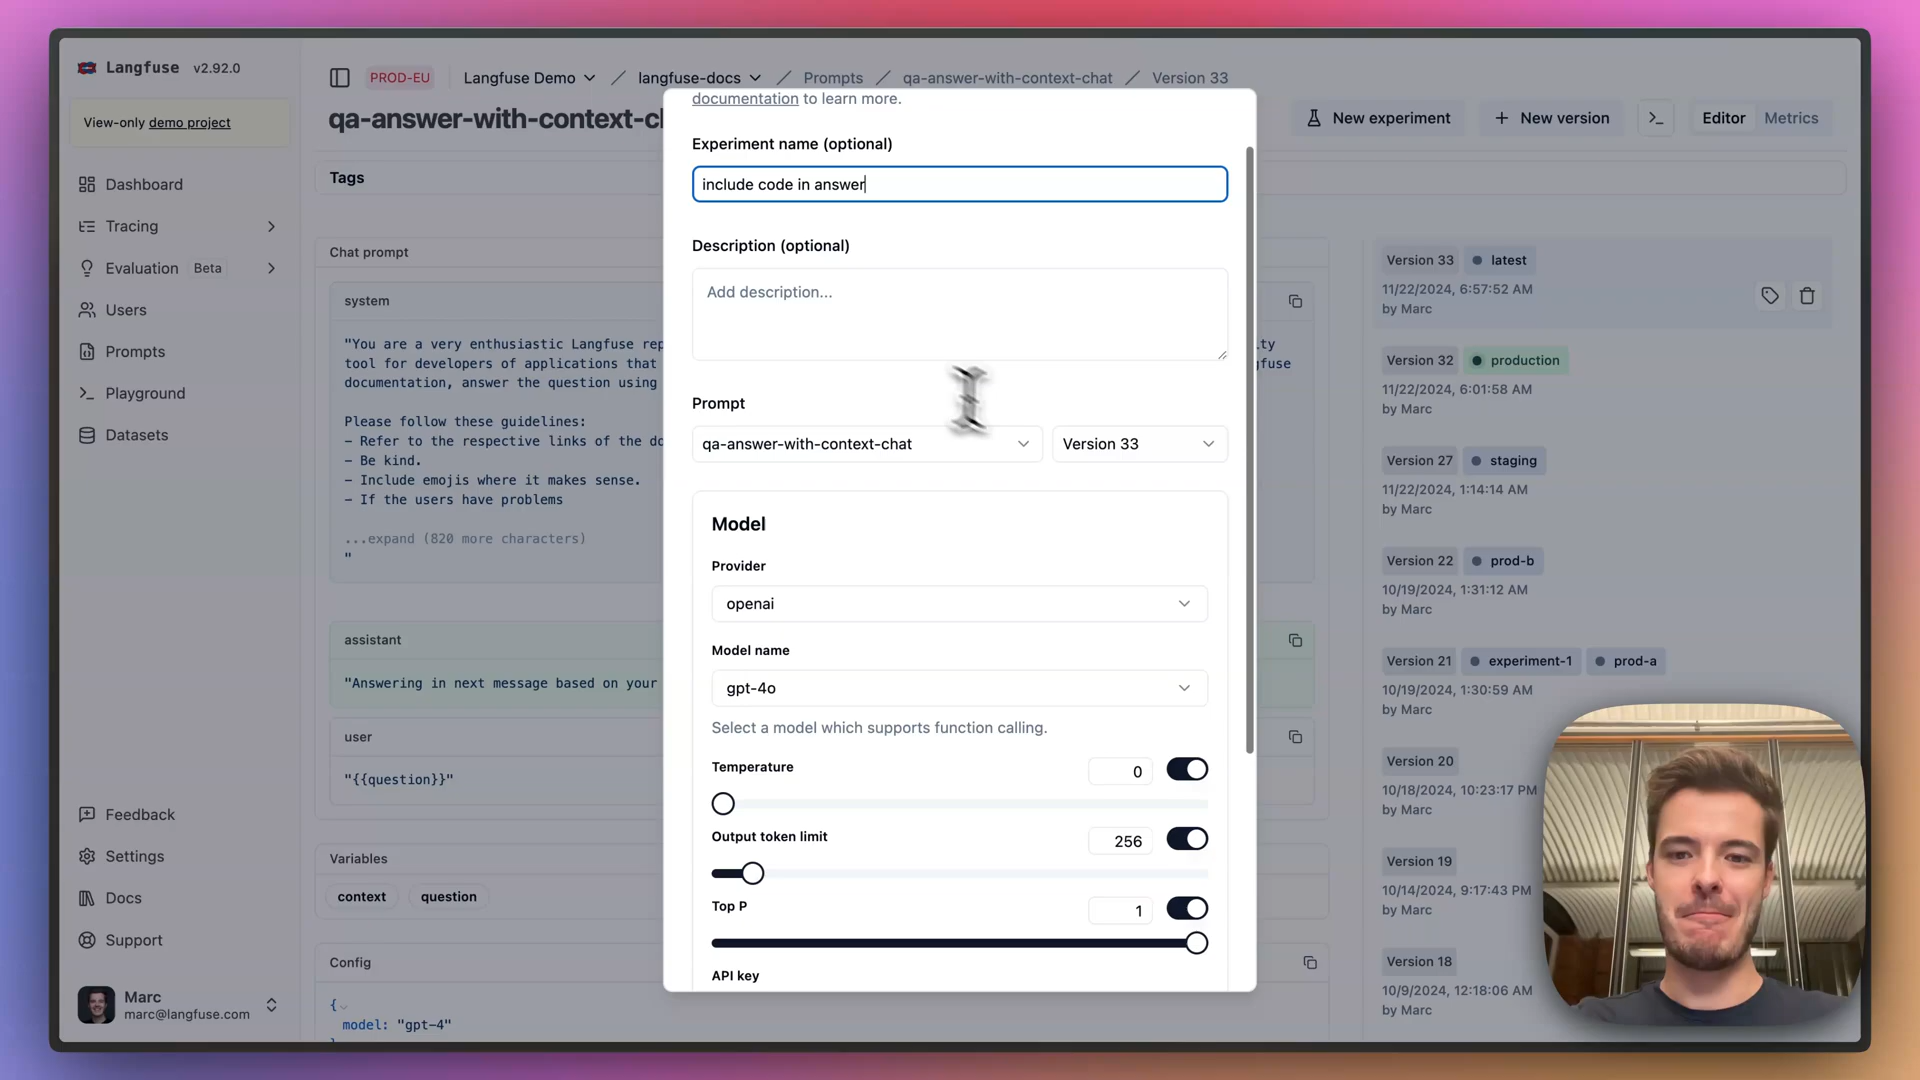 Langfuse v2.92.0
View-only demo project
Dashboard
Tracing
Evaluation Beta
Users
Prompts
Playground
Datasets
Feedback
Settings
Docs
Support
Marc
marc@langfuse.com
PROD-EU Langfuse Demo / langfuse-docs / Prompts / qa-answer-with-context-chat / Version 33
qa-answer-with-context-c
New experiment
+ New version
Editor Metrics
Tags
Chat prompt
system
"You are a very enthusiastic Langfuse rep
tool for developers of applications that
documentation, answer the question using
Please follow these guidelines:
- Refer to the respective links of the do
- Be kind.
- Include emojis where it makes sense.
- If the users have problems
...expand (820 more characters)
"
assistant
"Answering in next message based on your
user
"{{question}}"
Variables
context question
Config
{
model: "gpt-4"
documentation to learn more.
Experiment name (optional)
include code in answer
Description (optional)
Add description...
Prompt
qa-answer-with-context-chat Version 33
Model
Provider
openai
Model name
gpt-4o
Select a model which supports function calling.
Temperature 0
Output token limit 256
Top P 1
API key
Version 33 latest
11/22/2024, 6:57:52 AM
by Marc
Version 32 production
11/22/2024, 6:01:58 AM
by Marc
Version 27 staging
11/22/2024, 1:14:14 AM
by Marc
Version 22 prod-b
10/19/2024, 1:31:12 AM
by Marc
Version 21 experiment-1 prod-a
10/19/2024, 1:30:59 AM
by Marc
Version 20
10/18/2024, 10:23:17 PM
by Marc
Version 19
10/14/2024, 9:17:43 PM
by Marc
Version 18
10/9/2024, 12:18:06 AM
by Marc